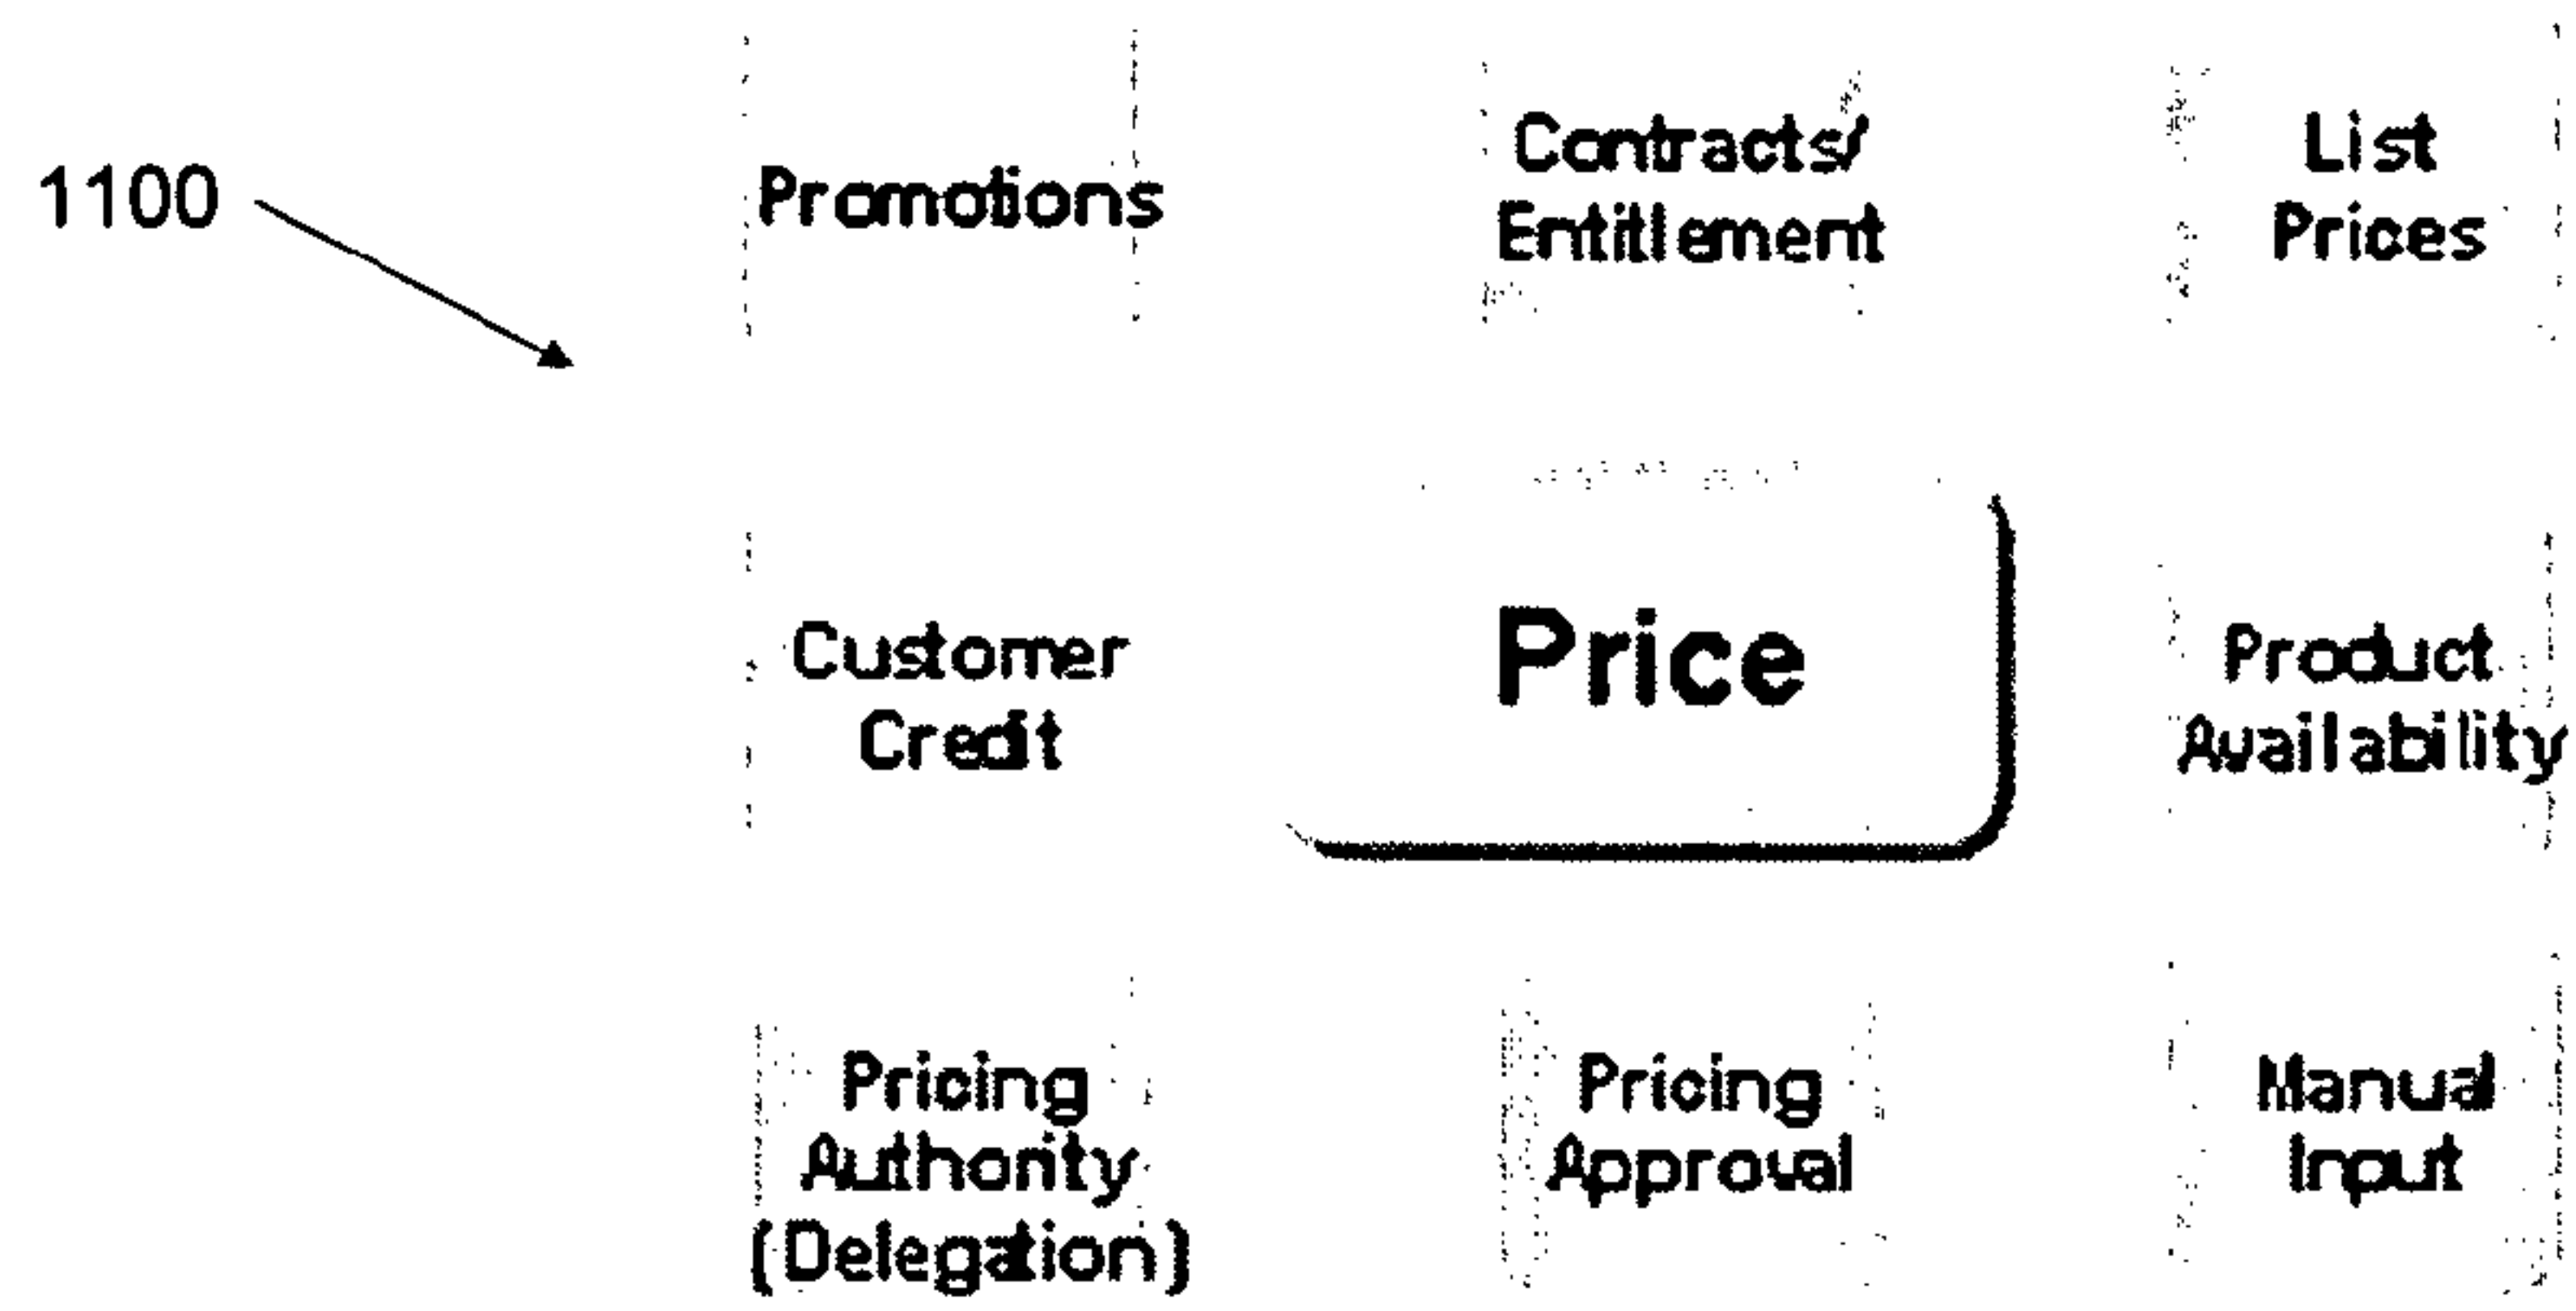 1100
Promotions
Contracts/
Entitlement
List
Prices
Customer
Credit
Price
Product
Availability
Pricing
Authority
(Delegation)
Pricing
Approval
Manual
Input